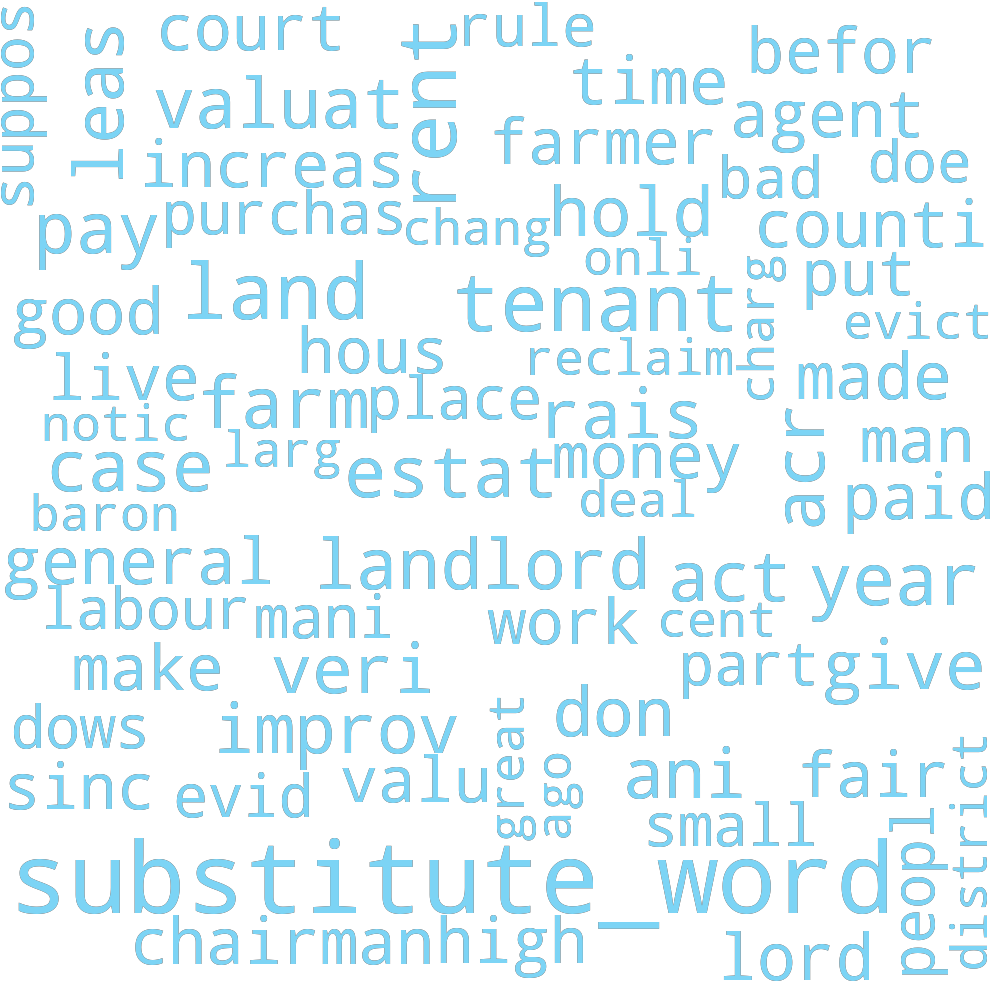 court
rule
suppos
leas
rent
befor
time
valuat
agent
farmer
increas
bad
doe
pay
purchas
chang
hold
counti
onli
put
charg
good
land
tenant
evict
hous
reclaim
live
farm
place
rais
made
notic
larg
case
estat
money
acr
man
baron
deal
paid
general
landlord
act
year
labour
mani
work
cent
make
veri
part
give
dows
improv
great
don
sinc
evid
valu
ago
ani
fair
small
peopl
district
substitute_word
chairman
high
lord